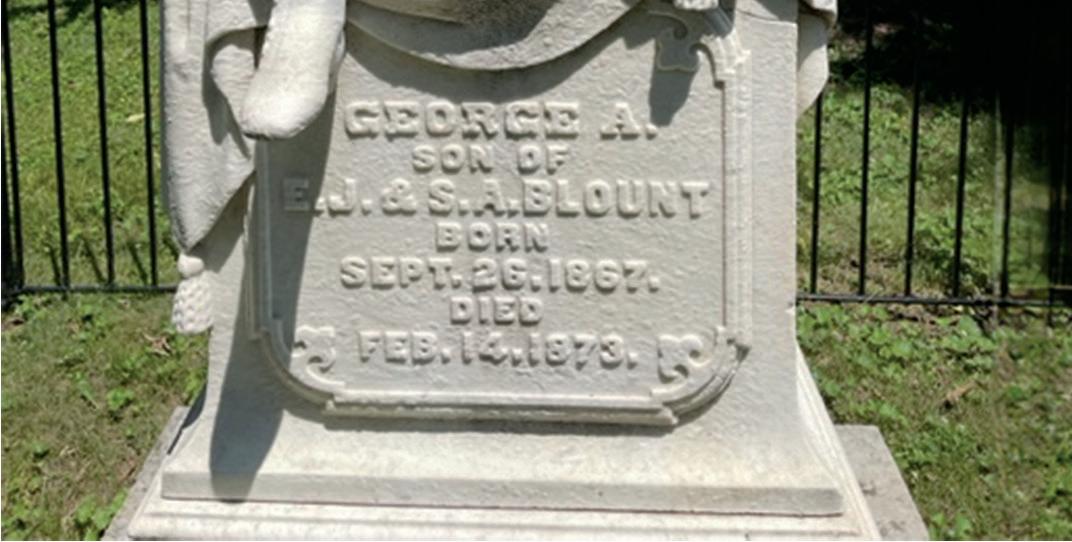 GEORGE A.
SON OF
E.J. & S.A. BLOUNT
BORN
SEPT. 26. 1867.
DIED
FEB. 14. 1873.